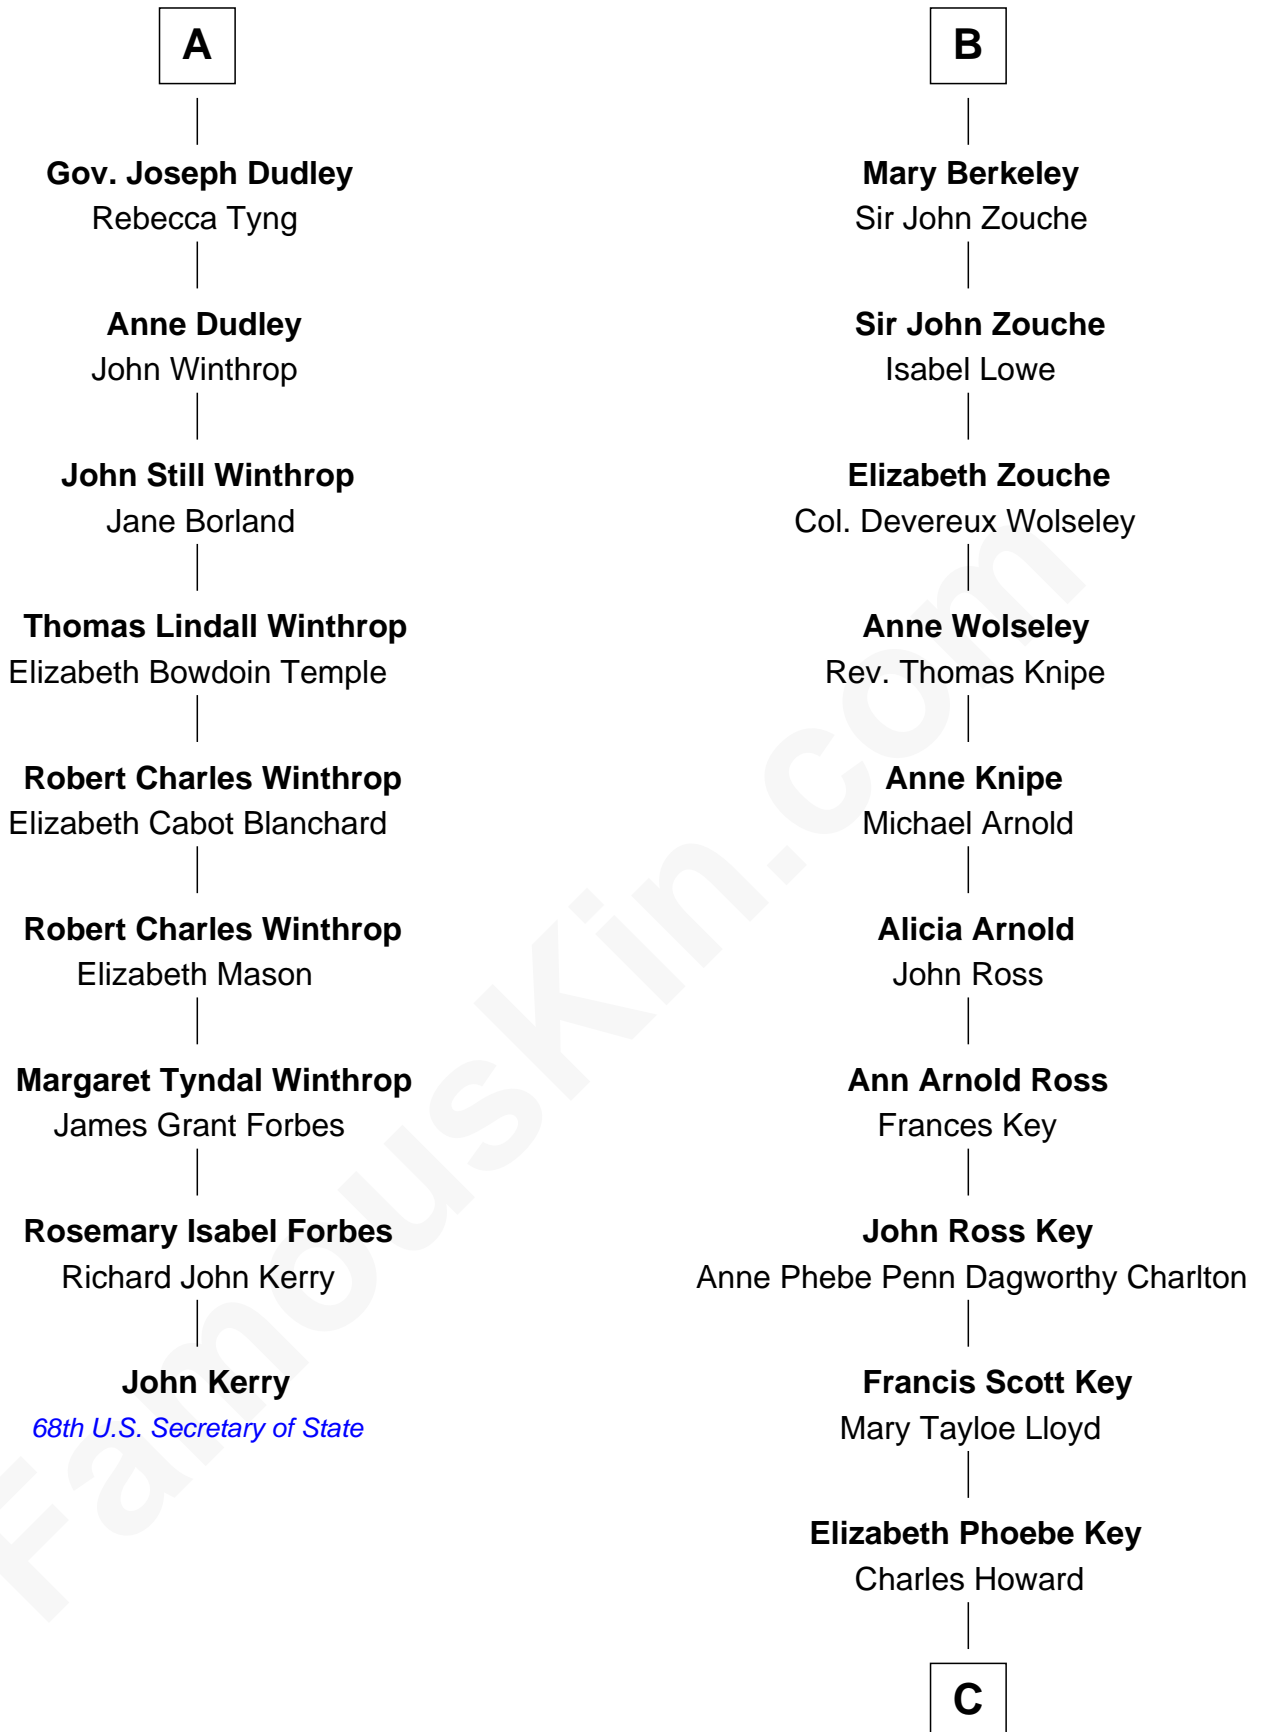 A
Gov. Joseph Dudley
Rebecca Tyng
Anne Dudley
John Winthrop
John Still Winthrop
Jane Borland
Thomas Lindall Winthrop
Elizabeth Bowdoin Temple
Robert Charles Winthrop
Elizabeth Cabot Blanchard
Robert Charles Winthrop
Elizabeth Mason
Margaret Tyndal Winthrop
James Grant Forbes
Rosemary Isabel Forbes
Richard John Kerry
John Kerry
68th U.S. Secretary of State
B
Mary Berkeley
Sir John Zouche
Sir John Zouche
Isabel Lowe
Elizabeth Zouche
Col. Devereux Wolseley
Anne Wolseley
Rev. Thomas Knipe
Anne Knipe
Michael Arnold
Alicia Arnold
John Ross
Ann Arnold Ross
Frances Key
John Ross Key
Anne Phebe Penn Dagworthy Charlton
Francis Scott Key
Mary Tayloe Lloyd
Elizabeth Phoebe Key
Charles Howard
C
FamousKin.com